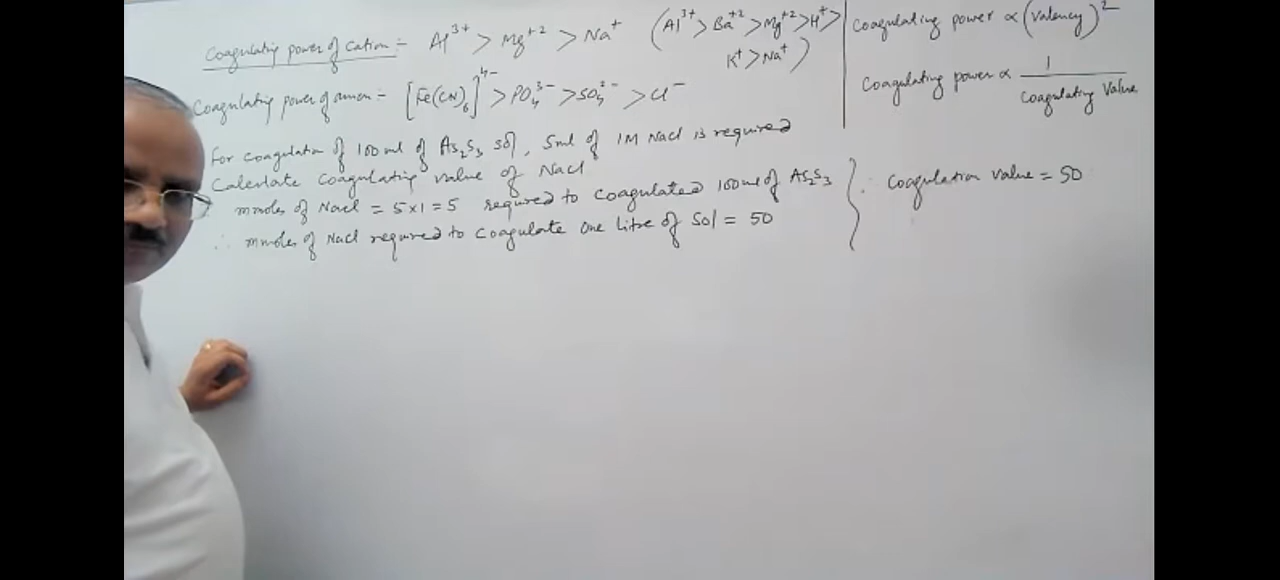 Coagulating power of Cation :- Al³⁺ > Mg⁺² > Na⁺ (Al³⁺ > Ba⁺² > Mg⁺² > H⁺ >
K⁺ > Na⁺)
Coagulating power of anion :- [Fe(CN)₆]⁴⁻ > PO₄³⁻ > SO₄²⁻ > Cl⁻
Coagulating power ∝ (Valency)²
Coagulating power ∝ 1 / Coagulating Value
For coagulation of 100 ml of As₂S₃ sol, 5ml of 1M NaCl is required
Calculate Coagulating value of NaCl
mmoles of NaCl = 5×1 = 5 required to coagulated 100 ml of As₂S₃
∴ mmoles of NaCl required to coagulate one litre of Sol = 50
∴ Coagulation Value = 50